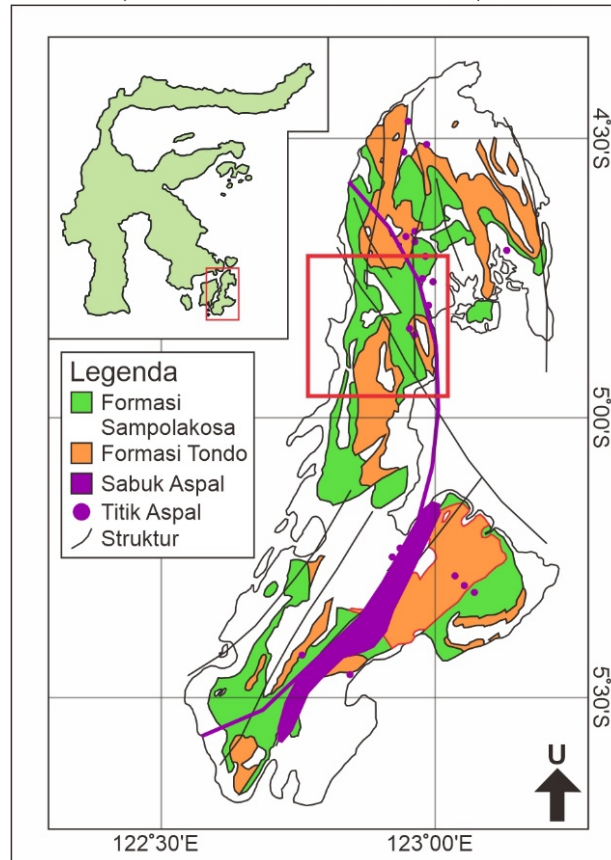 4°30'S
Legenda
Formasi
Sampolakosa
Formasi Tondo
Sabuk Aspal
Titik Aspal
Struktur
5°00'S
5°30'S
U
122°30'E
123°00'E